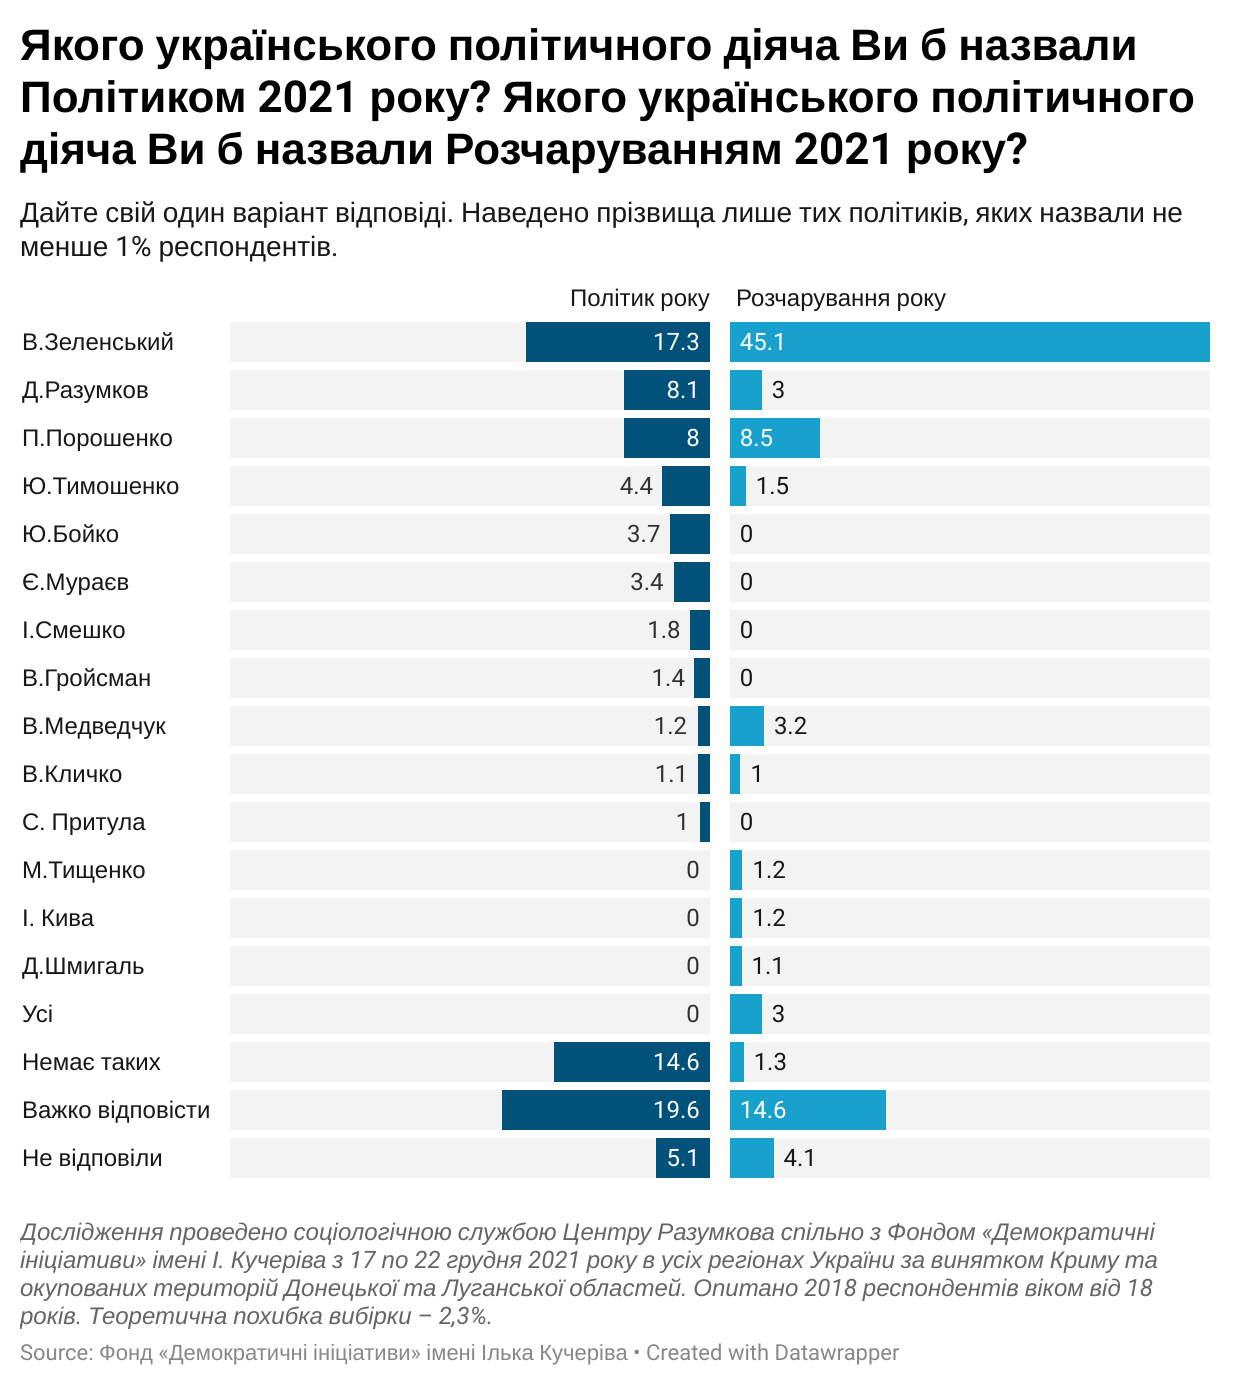 Якого українського політичного діяча Ви б назвали
Політиком 2021 року? Якого українського політичного
діяча Ви б назвали Розчаруванням 2021 року?
Дайте свій один варіант відповіді. Наведено прізвища лише тих політиків, яких назвали не
менше 1% респондентів.
Політик року Розчарування року
В.Зеленський 17.3 45.1
Д.Разумков 8.1 3
П.Порошенко 8 8.5
Ю.Тимошенко 4.4 1.5
Ю.Бойко 3.7 0
Є.Мураєв 3.4 0
І.Смешко 1.8 0
В.Гройсман 1.4 0
В.Медведчук 1.2 3.2
В.Кличко 1.1 1
С. Притула 1 0
М.Тищенко 0 1.2
І. Кива 0 1.2
Д.Шмигаль 0 1.1
Усі 0 3
Немає таких 14.6 1.3
Важко відповісти 19.6 14.6
Не відповіли 5.1 4.1
Дослідження проведено соціологічною службою Центру Разумкова спільно з Фондом «Демократичні
ініціативи» імені І. Кучеріва з 17 по 22 грудня 2021 року в усіх регіонах України за винятком Криму та
окупованих територій Донецької та Луганської областей. Опитано 2018 респондентів віком від 18
років. Теоретична похибка вибірки – 2,3%.
Source: Фонд «Демократичні ініціативи» імені Ілька Кучеріва • Created with Datawrapper